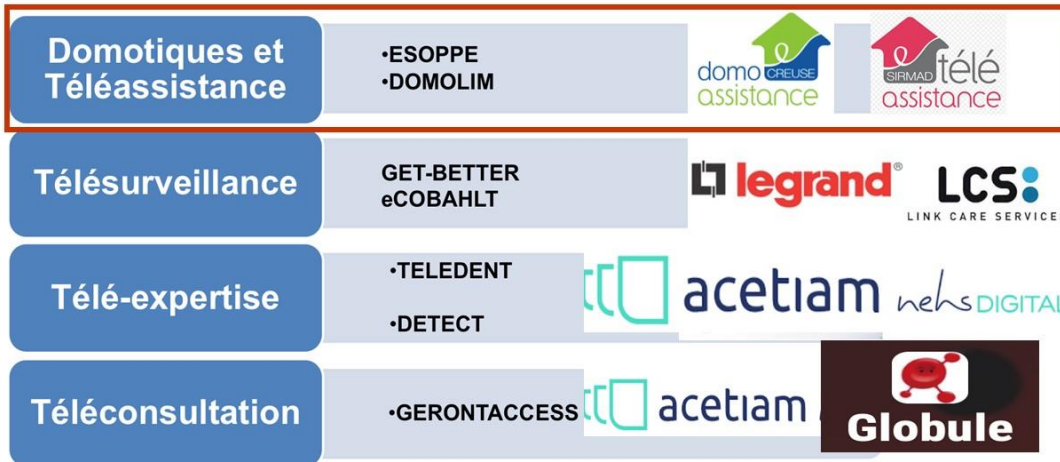 Domotiques et
Téléassistance
•ESOPPE
•DOMOLIM
domo CREUSE
assistance
SIRMAD télé
assistance
Télésurveillance
GET-BETTER
eCOBAHLT
legrand®
LCS:
LINK CARE SERVICE
Télé-expertise
•TELEDENT
•DETECT
acetiam
nehs DIGITAL
Téléconsultation
•GERONTACCESS
acetiam
Globule